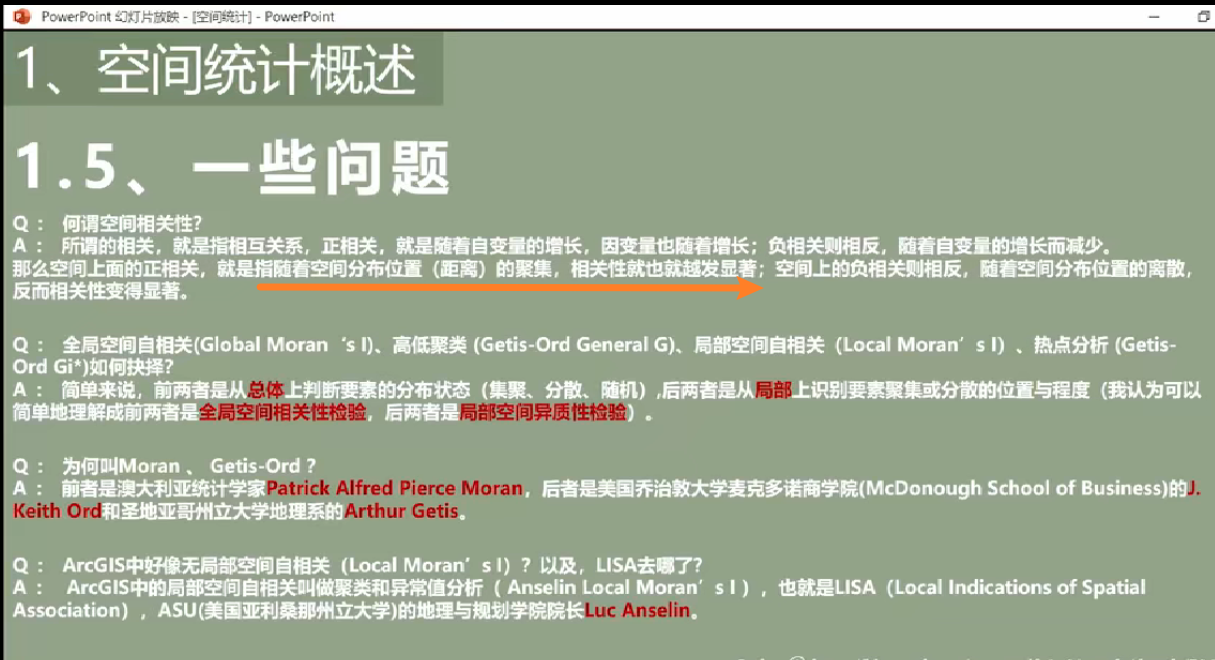 PowerPoint 幻灯片放映 - [空间统计] - PowerPoint
1、空间统计概述
1.5、一些问题
Q： 何谓空间相关性？
A： 所谓的相关，就是指相互关系，正相关，就是随着自变量的增长，因变量也随着增长；负相关则相反，随着自变量的增长而减少。
那么空间上面的正相关，就是指随着空间分布位置（距离）的聚集，相关性就也就越发显著；空间上的负相关则相反，随着空间分布位置的离散，
反而相关性变得显著。
Q： 全局空间自相关(Global Moran‘s I)、高低聚类 (Getis-Ord General G)、局部空间自相关（Local Moran’s I）、热点分析 (Getis-
Ord Gi*)如何抉择？
A： 简单来说，前两者是从总体上判断要素的分布状态（集聚、分散、随机）,后两者是从局部上识别要素聚集或分散的位置与程度（我认为可以
简单地理解成前两者是全局空间相关性检验，后两者是局部空间异质性检验）。
Q： 为何叫Moran 、 Getis-Ord ?
A： 前者是澳大利亚统计学家Patrick Alfred Pierce Moran，后者是美国乔治敦大学麦克多诺商学院(McDonough School of Business)的J.
Keith Ord和圣地亚哥州立大学地理系的Arthur Getis。
Q： ArcGIS中好像无局部空间自相关（Local Moran’s I）？以及，LISA去哪了？
A： ArcGIS中的局部空间自相关叫做聚类和异常值分析（ Anselin Local Moran’s I ），也就是LISA（Local Indications of Spatial
Association），ASU(美国亚利桑那州立大学)的地理与规划学院院长Luc Anselin。